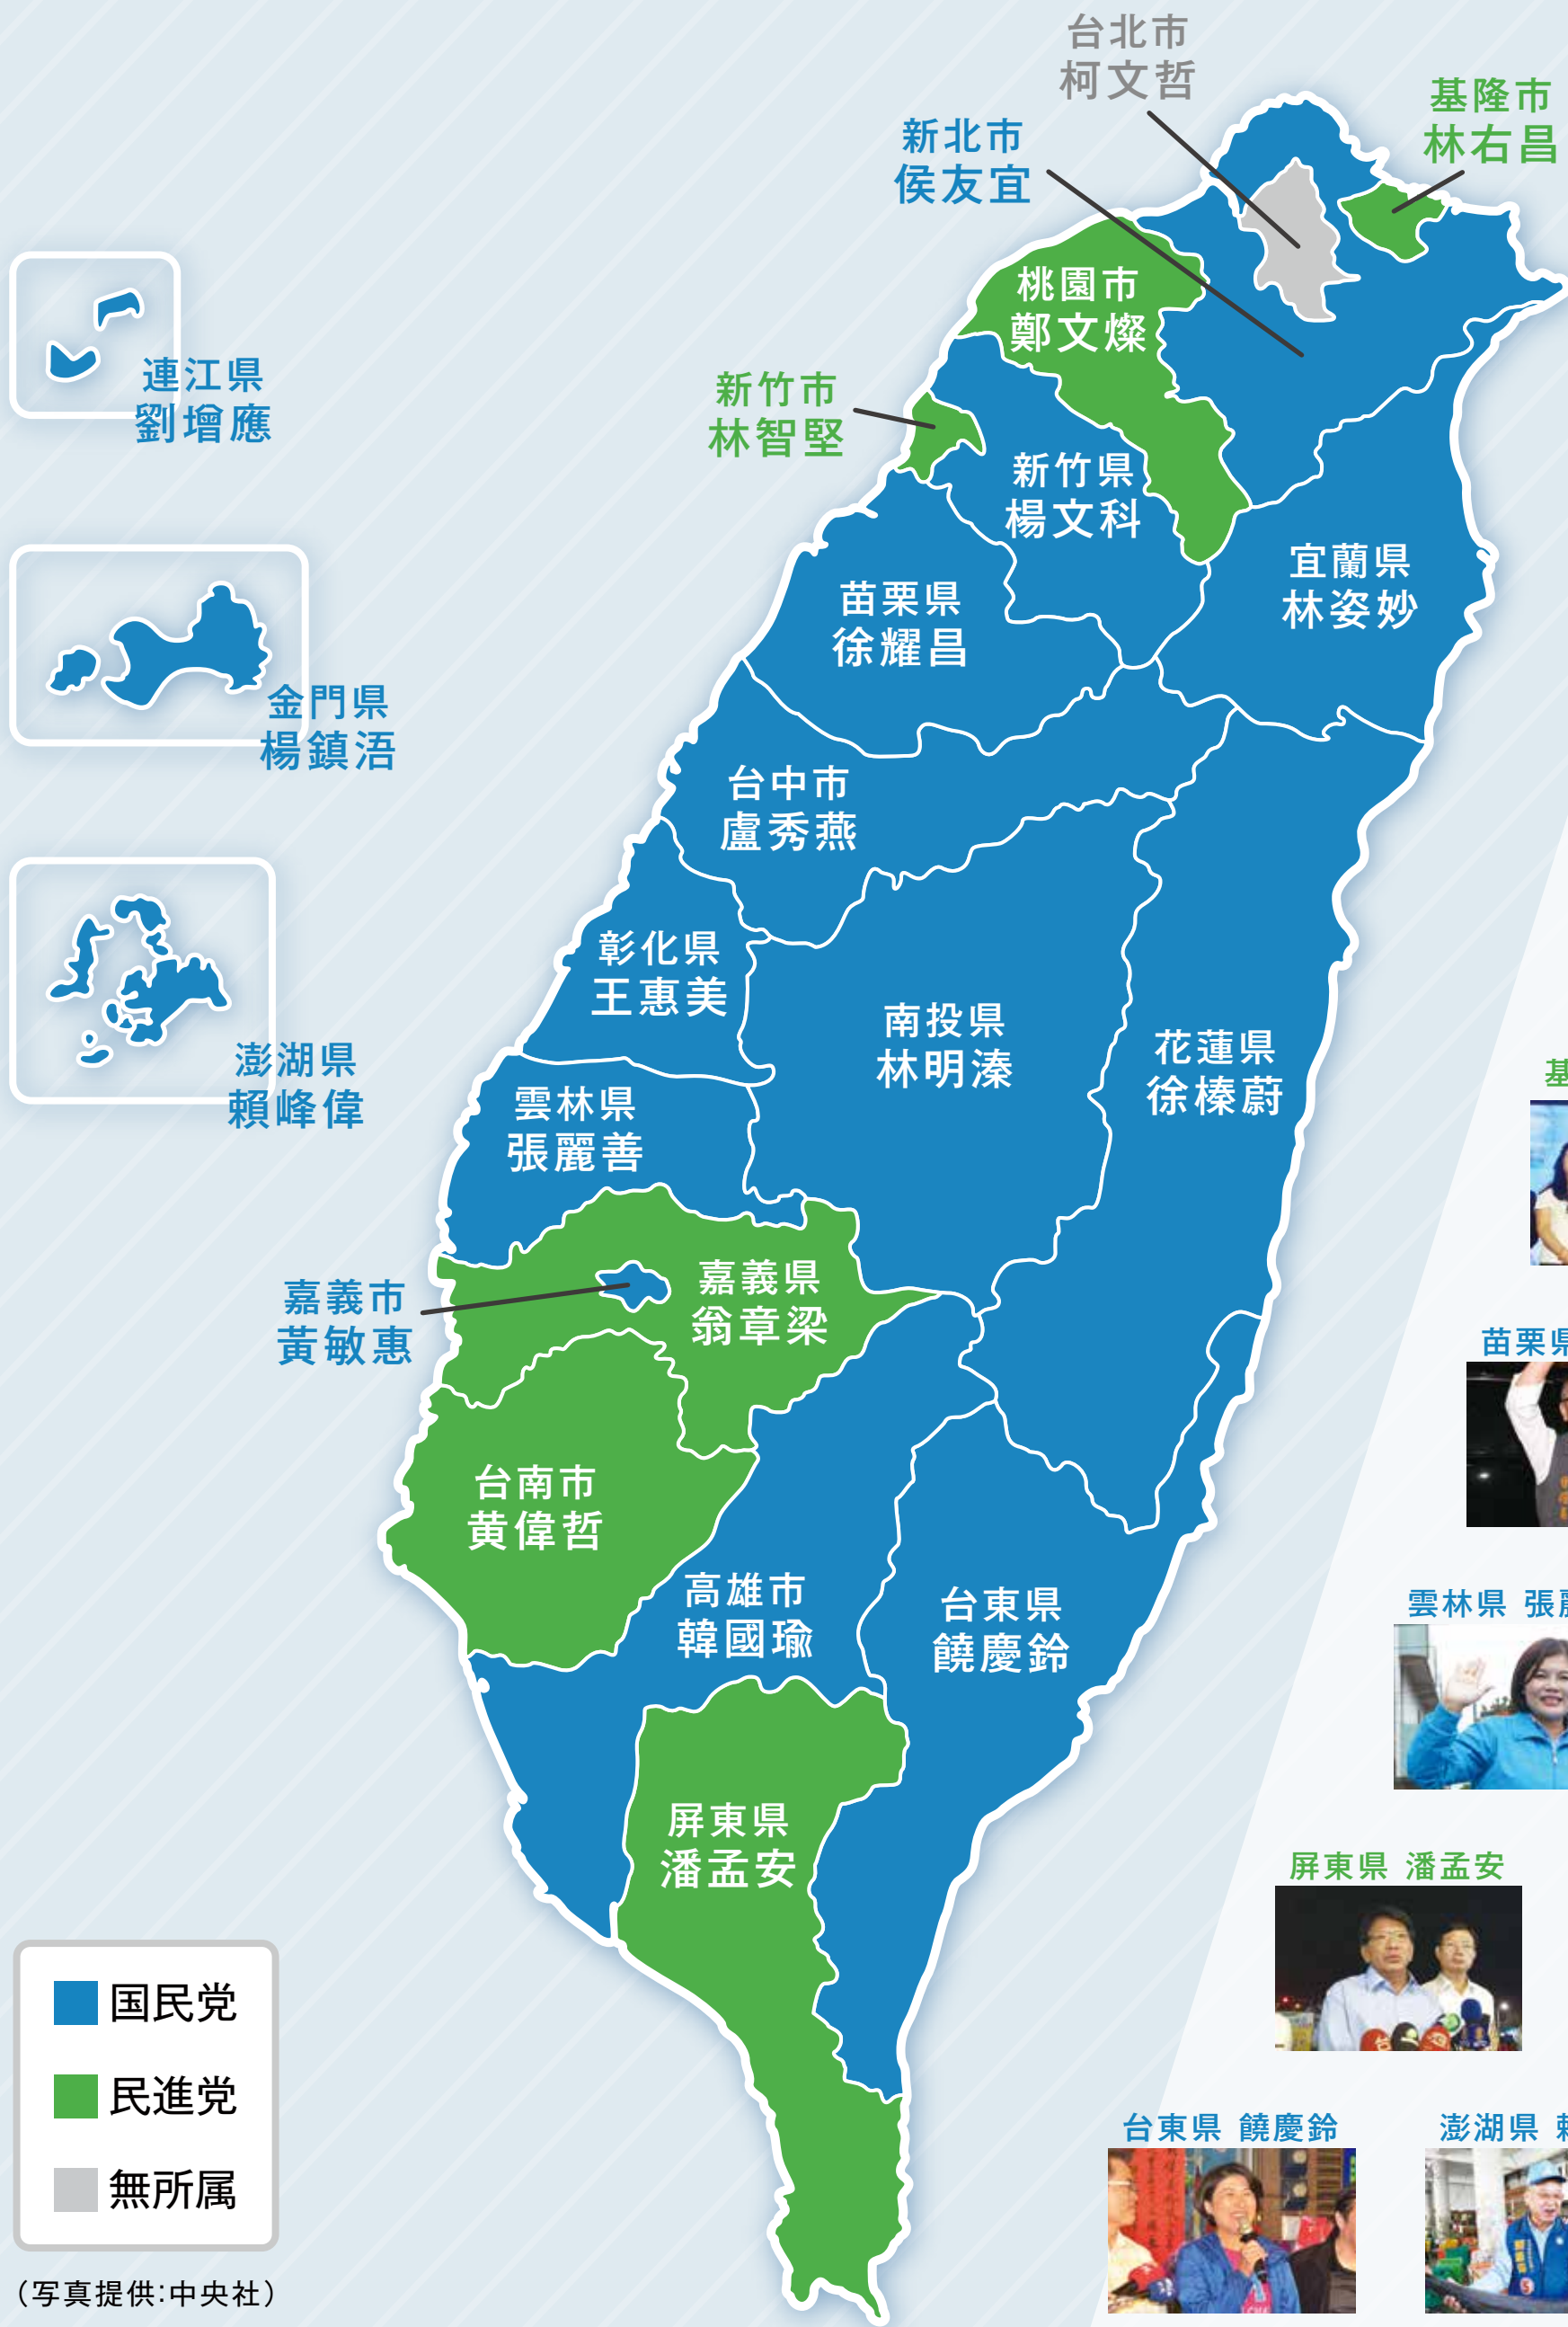 台北市
柯文哲
基隆市
林右昌
新北市
侯友宜
桃園市
鄭文燦
連江県
劉增應
新竹市
林智堅
新竹県
楊文科
宜蘭県
林姿妙
苗栗県
徐耀昌
金門県
楊鎮浯
台中市
盧秀燕
彰化県
王惠美
南投県
林明溱
花蓮県
徐榛蔚
澎湖県
賴峰偉
雲林県
張麗善
嘉義市
黃敏惠
嘉義県
翁章梁
台南市
黄偉哲
高雄市
韓國瑜
台東県
饒慶鈴
屏東県
潘孟安
苗栗県
雲林県 張
屏東県 潘孟安
台東県 饒慶鈴
澎湖県
国民党
民進党
無所属
(写真提供:中央社)